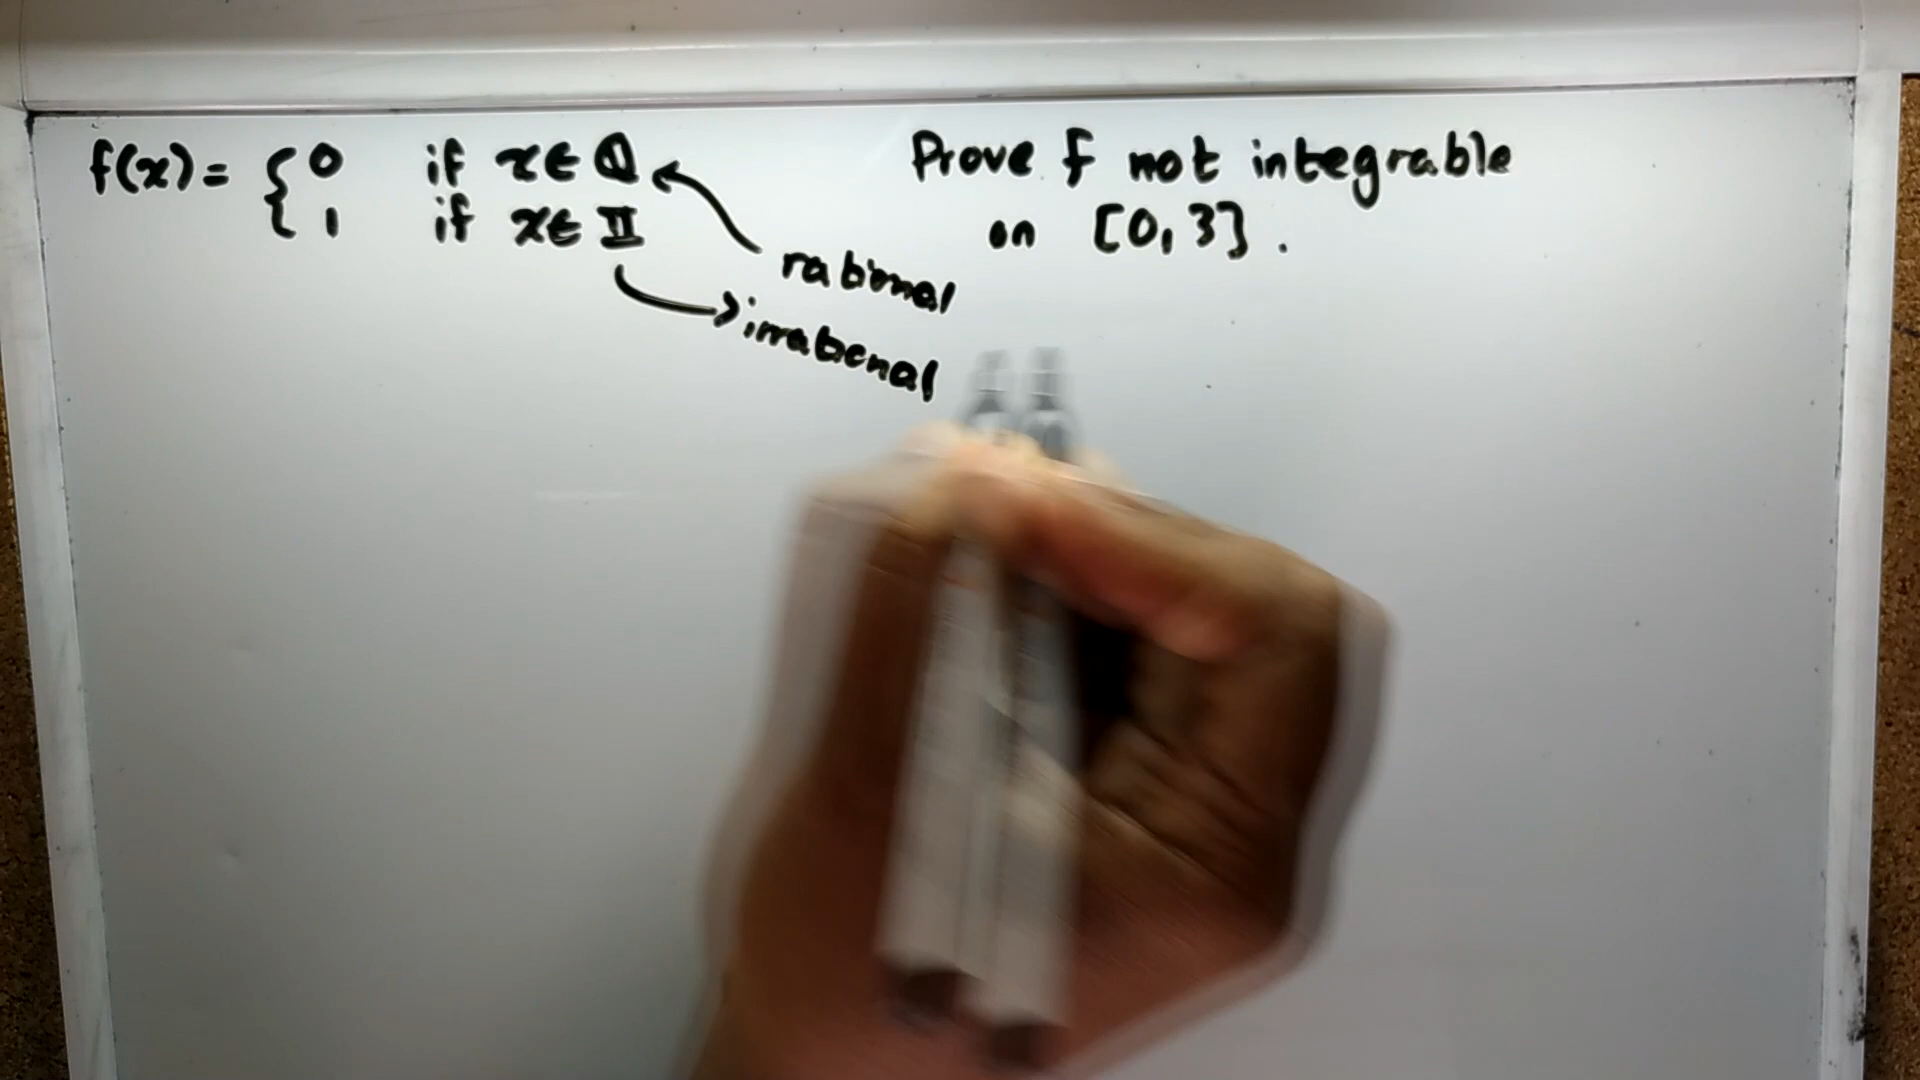 f(x) = { 0 if x ∈ ℚ
1 if x ∈ 𝕀
rational
irrational
Prove f not integrable
on [0, 3].